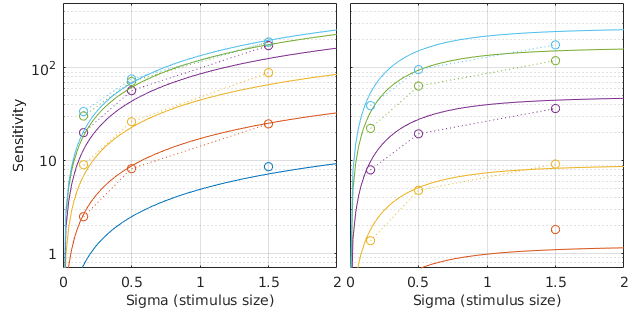 Sensitivity
10²
10
1
0 0.5 1 1.5 2 0 0.5 1 1.5 2
Sigma (stimulus size) Sigma (stimulus size)